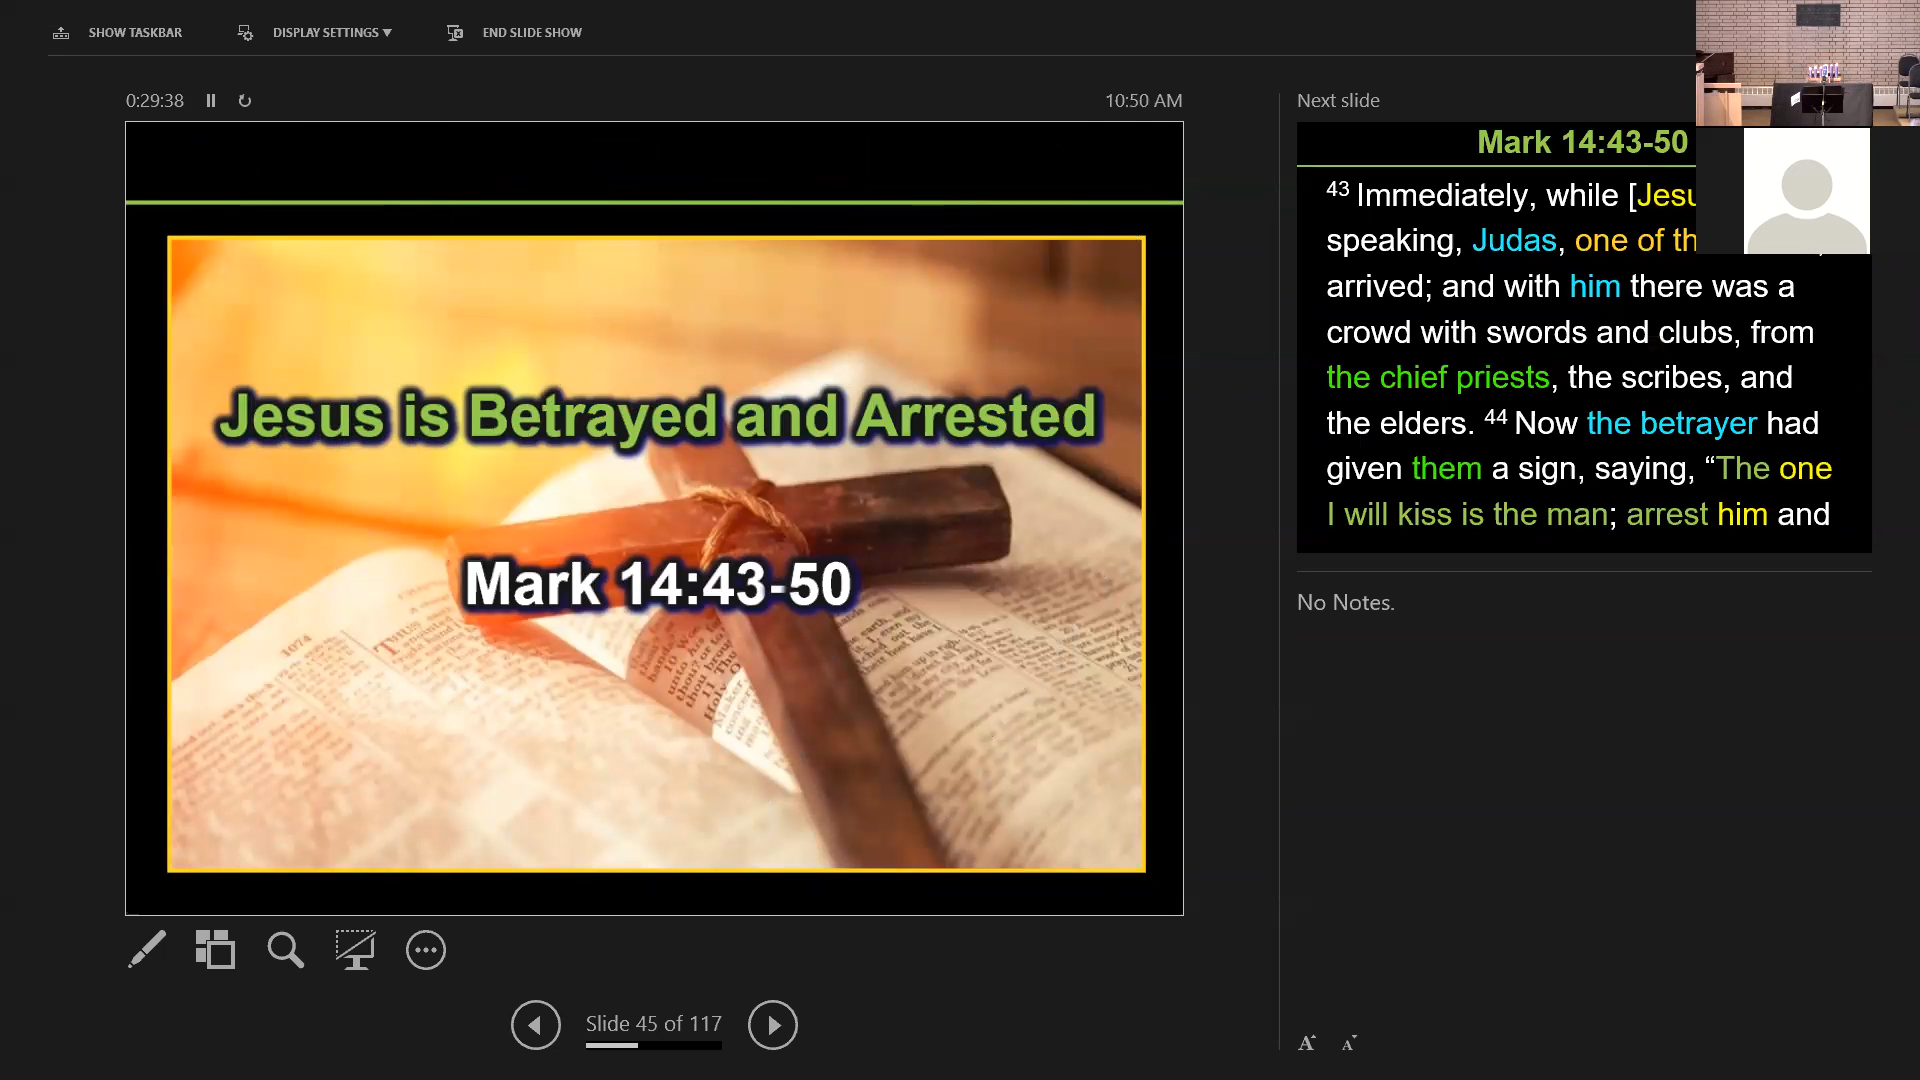 SHOW TASKBAR
DISPLAY SETTINGS ▼
END SLIDE SHOW
0:29:38
10:50 AM
Jesus is Betrayed and Arrested
Mark 14:43-50
1074
Slide 45 of 117
Next slide
Mark 14:43-50
43 Immediately, while [Jesu
speaking, Judas, one of th
arrived; and with him there was a
crowd with swords and clubs, from
the chief priests, the scribes, and
the elders. 44 Now the betrayer had
given them a sign, saying, “The one
I will kiss is the man; arrest him and
No Notes.
A
A